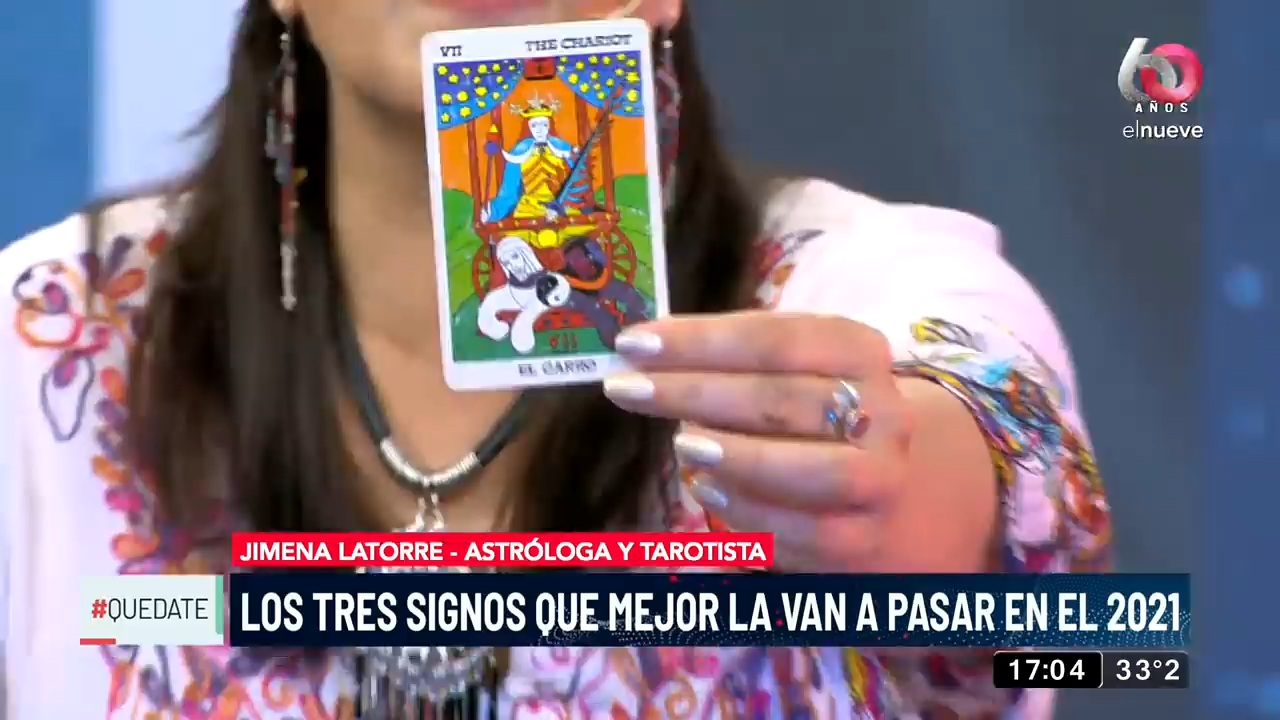 VII THE CHARIOT
VII
EL CARRO
60
AÑOS
elnueve
JIMENA LATORRE - ASTRÓLOGA Y TAROTISTA
#QUEDATE
LOS TRES SIGNOS QUE MEJOR LA VAN A PASAR EN EL 2021
17:04 33°2